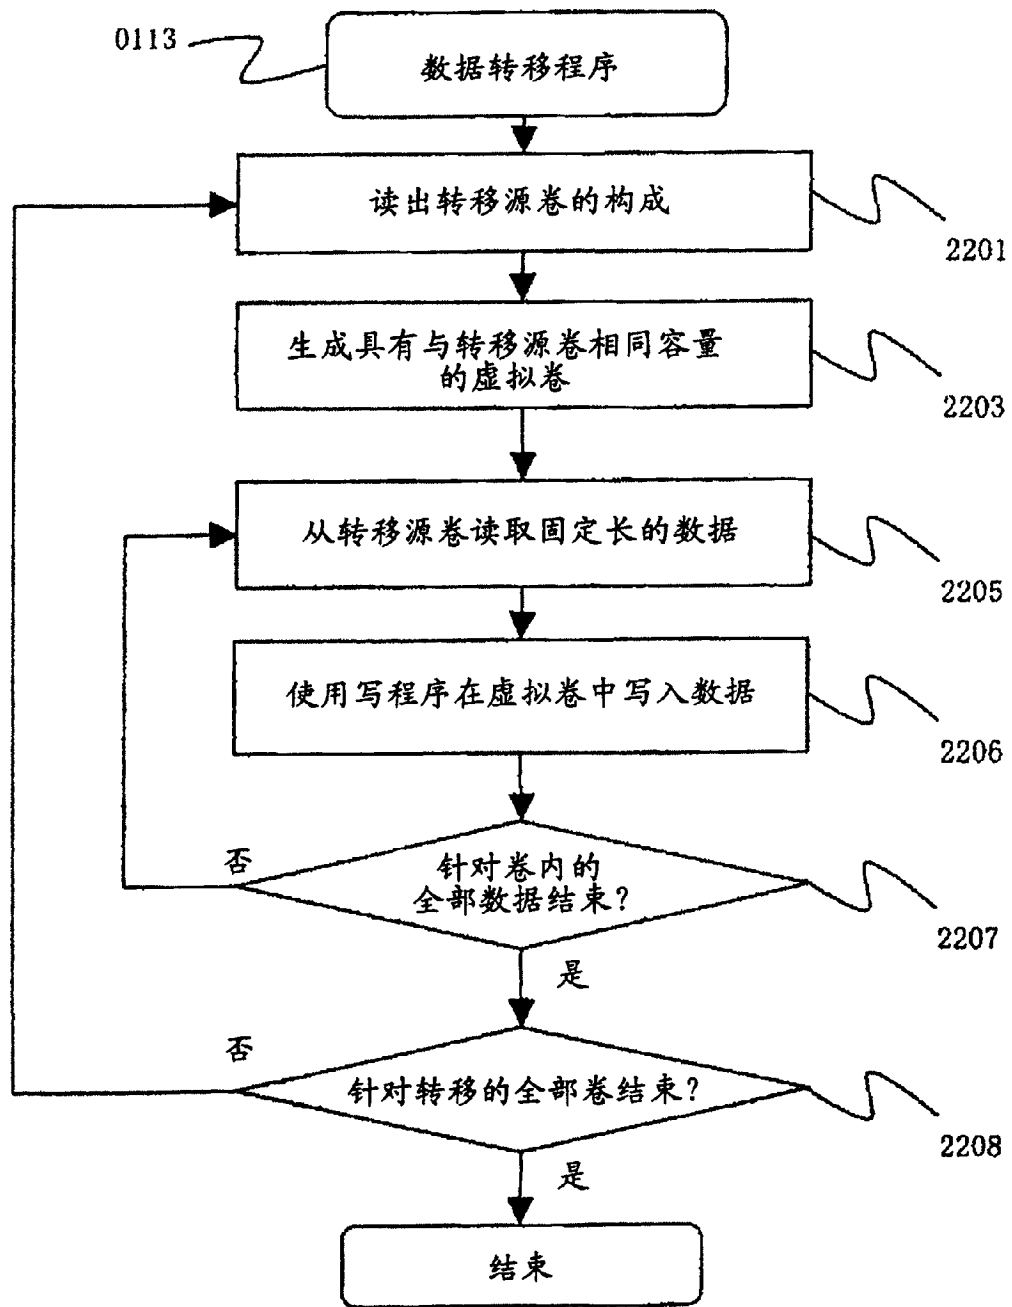 0113
数据转移程序
读出转移源卷的构成
2201
生成具有与转移源卷相同容量
的虚拟卷
2203
从转移源卷读取固定长的数据
2205
使用写程序在虚拟卷中写入数据
2206
否
针对卷内的
全部数据结束？
2207
是
否
针对转移的全部卷结束？
2208
是
结束